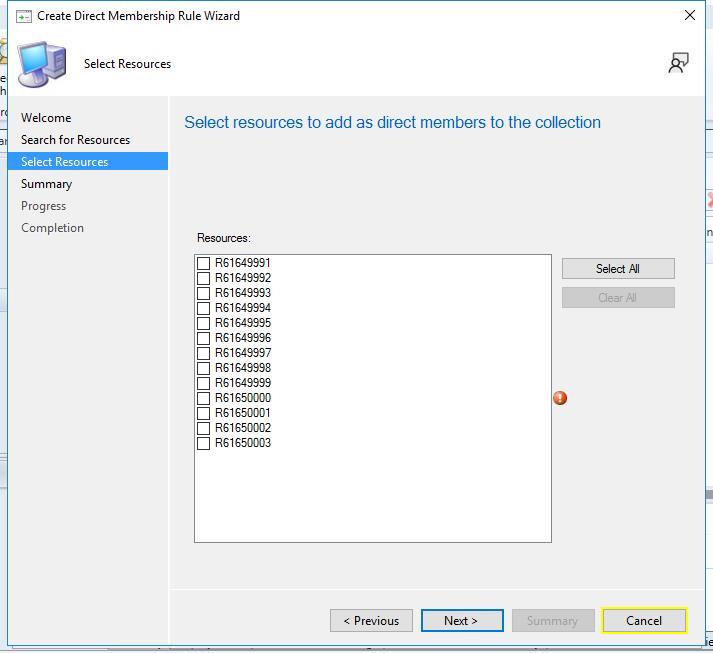 Create Direct Membership Rule Wizard
Select Resources
Welcome
Search for Resources
Select Resources
Summary
Progress
Completion
Select resources to add as direct members to the collection
Resources:
R61649991
R61649992
R61649993
R61649994
R61649995
R61649996
R61649997
R61649998
R61649999
R61650000
R61650001
R61650002
R61650003
Select All
Clear All
< Previous
Next >
Summary
Cancel